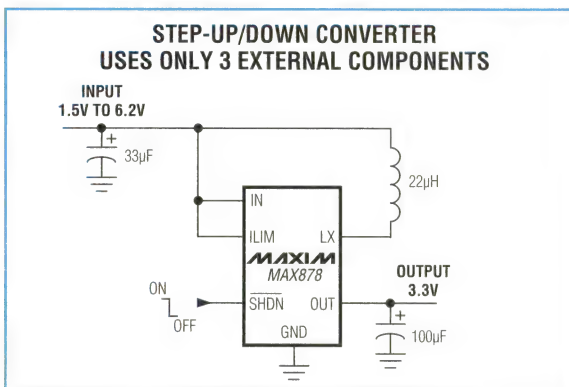 STEP-UP/DOWN CONVERTER
USES ONLY 3 EXTERNAL COMPONENTS
INPUT
1.5V TO 6.2V
+
33µF
22µH
IN
ILIM
LX
MAXIM
MAX878
OUTPUT
3.3V
ON
OFF
SHDN
OUT
+
100µF
GND